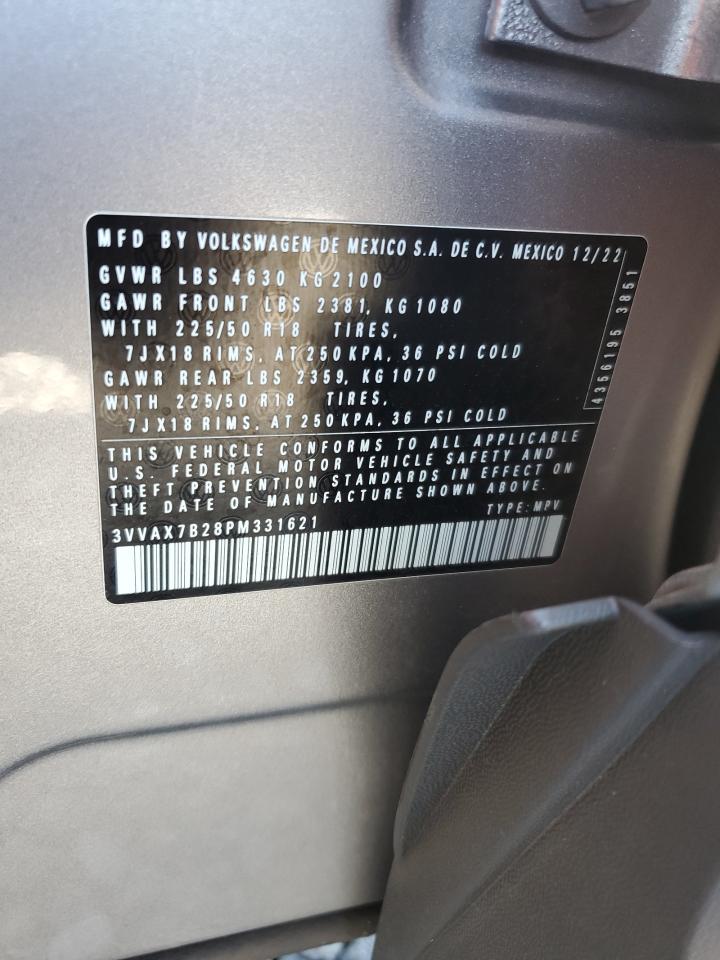 MFD BY VOLKSWAGEN DE MEXICO S.A. DE C.V. MEXICO 12/22
GVWR LBS 4630 KG 2100
GAWR FRONT LBS 2381, KG 1080
WITH 225/50 R18 TIRES,
7JX18 RIMS, AT 250 KPA, 36 PSI COLD
GAWR REAR LBS 2359, KG 1070
WITH 225/50 R18 TIRES,
7JX18 RIMS, AT 250 KPA, 36 PSI COLD
4356195 3851
THIS VEHICLE CONFORMS TO ALL APPLICABLE
U.S. FEDERAL MOTOR VEHICLE SAFETY AND
THEFT PREVENTION STANDARDS IN EFFECT ON
THE DATE OF MANUFACTURE SHOWN ABOVE.
TYPE: MPV
3VVAX7B28PM331621